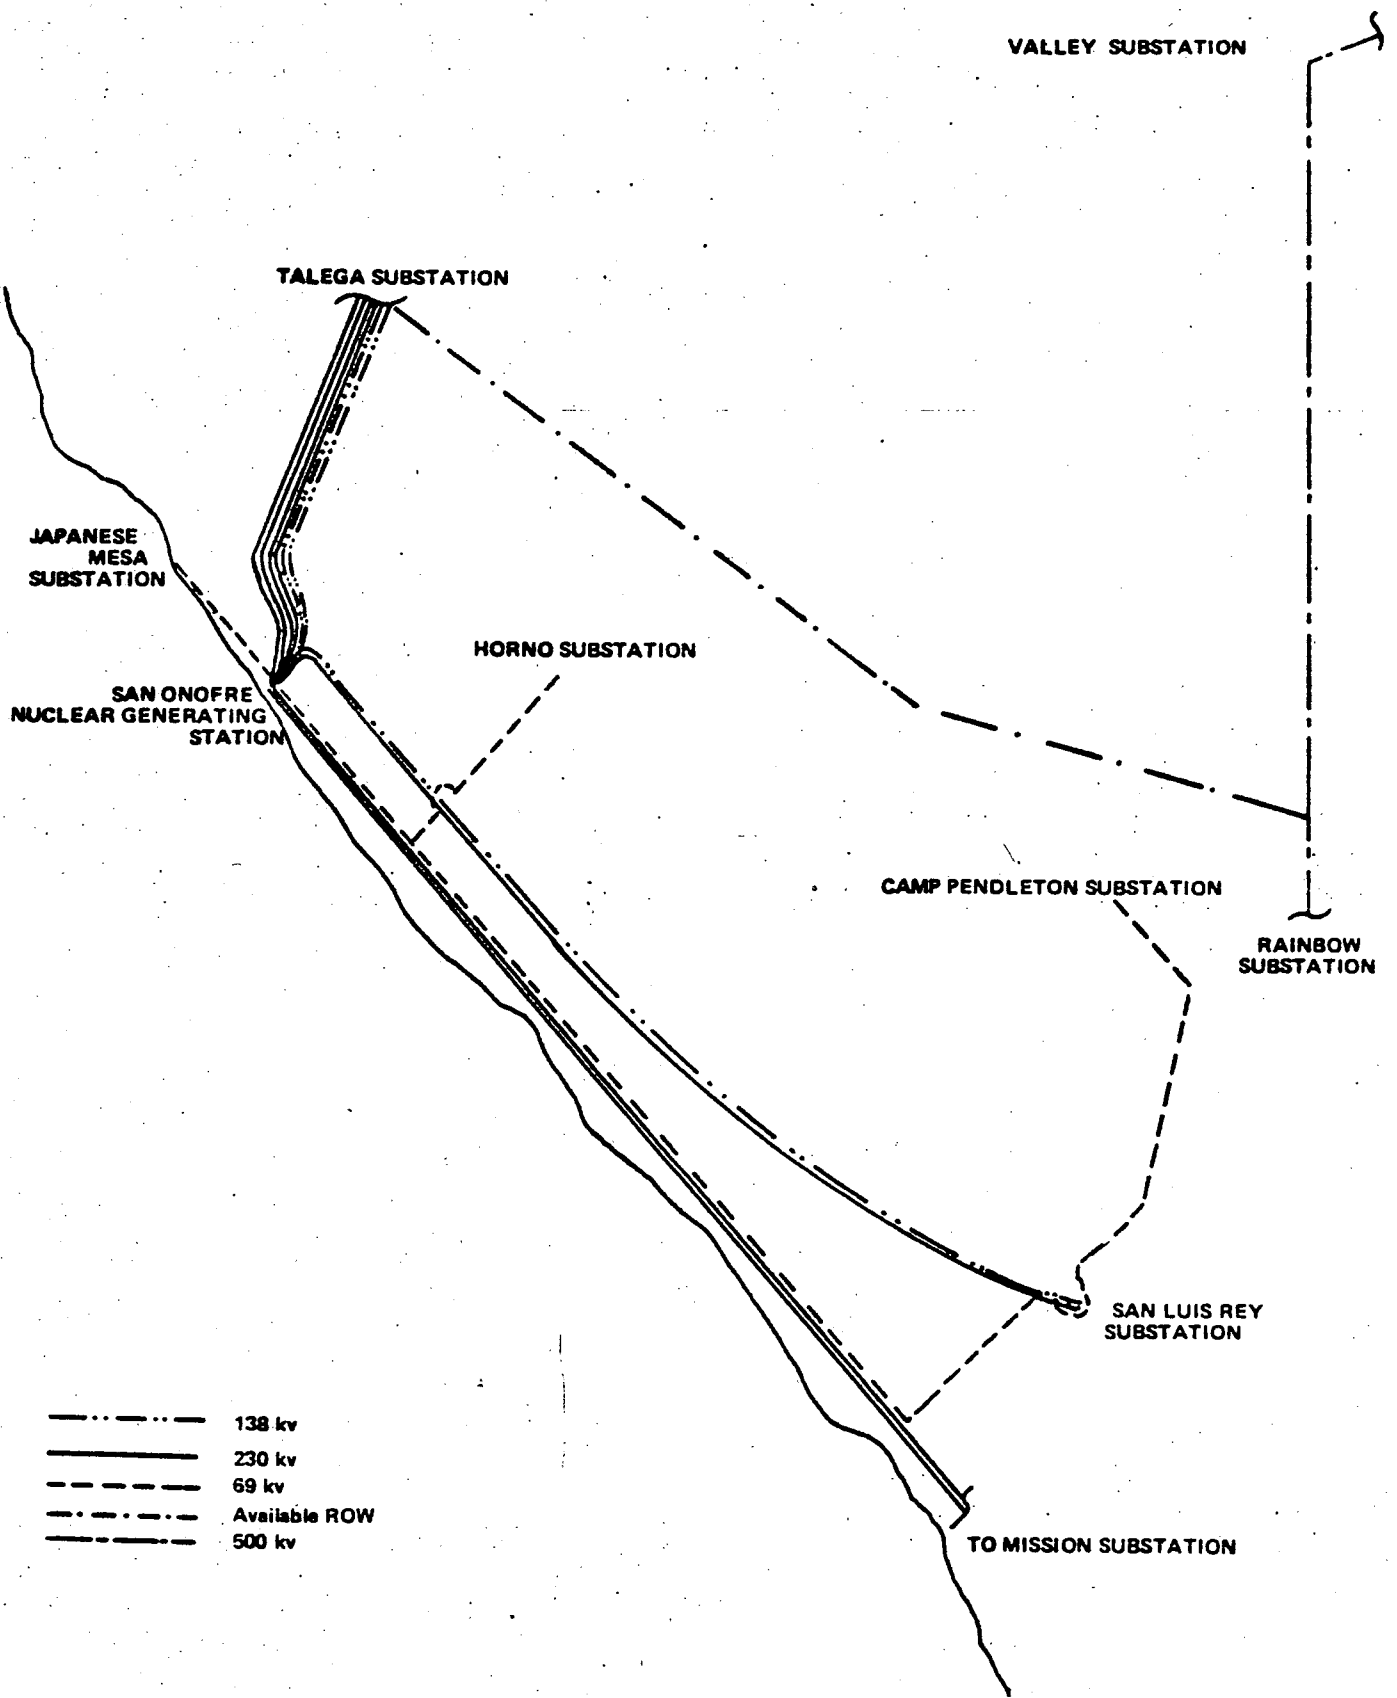 VALLEY SUBSTATION
TALEGA SUBSTATION
JAPANESE
MESA
SUBSTATION
HORNO SUBSTATION
SAN ONOFRE
NUCLEAR GENERATING
STATION
CAMP PENDLETON SUBSTATION
RAINBOW
SUBSTATION
SAN LUIS REY
SUBSTATION
138 kv
230 kv
69 kv
Available ROW
500 kv
TO MISSION SUBSTATION